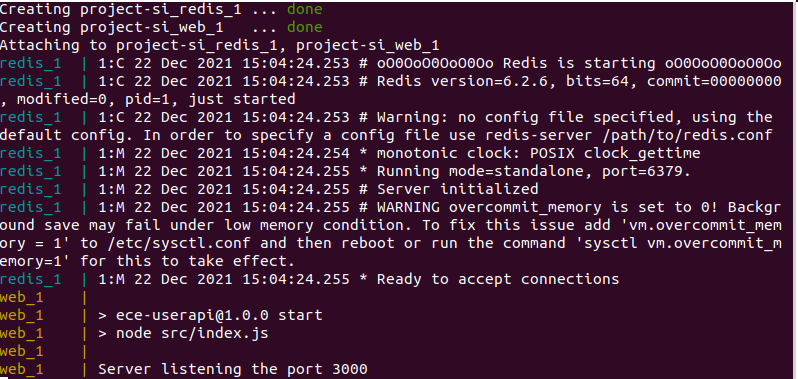 Creating project-si_redis_1 ... done
Creating project-si_web_1   ... done
Attaching to project-si_redis_1, project-si_web_1
redis_1  | 1:C 22 Dec 2021 15:04:24.253 # oO0OoO0OoO0Oo Redis is starting oO0OoO0OoO0Oo
redis_1  | 1:C 22 Dec 2021 15:04:24.253 # Redis version=6.2.6, bits=64, commit=00000000
, modified=0, pid=1, just started
redis_1  | 1:C 22 Dec 2021 15:04:24.253 # Warning: no config file specified, using the
default config. In order to specify a config file use redis-server /path/to/redis.conf
redis_1  | 1:M 22 Dec 2021 15:04:24.254 * monotonic clock: POSIX clock_gettime
redis_1  | 1:M 22 Dec 2021 15:04:24.255 * Running mode=standalone, port=6379.
redis_1  | 1:M 22 Dec 2021 15:04:24.255 # Server initialized
redis_1  | 1:M 22 Dec 2021 15:04:24.255 # WARNING overcommit_memory is set to 0! Backgr
ound save may fail under low memory condition. To fix this issue add 'vm.overcommit_mem
ory = 1' to /etc/sysctl.conf and then reboot or run the command 'sysctl vm.overcommit_m
emory=1' for this to take effect.
redis_1  | 1:M 22 Dec 2021 15:04:24.255 * Ready to accept connections
web_1    |
web_1    | > ece-userapi@1.0.0 start
web_1    | > node src/index.js
web_1    |
web_1    | Server listening the port 3000